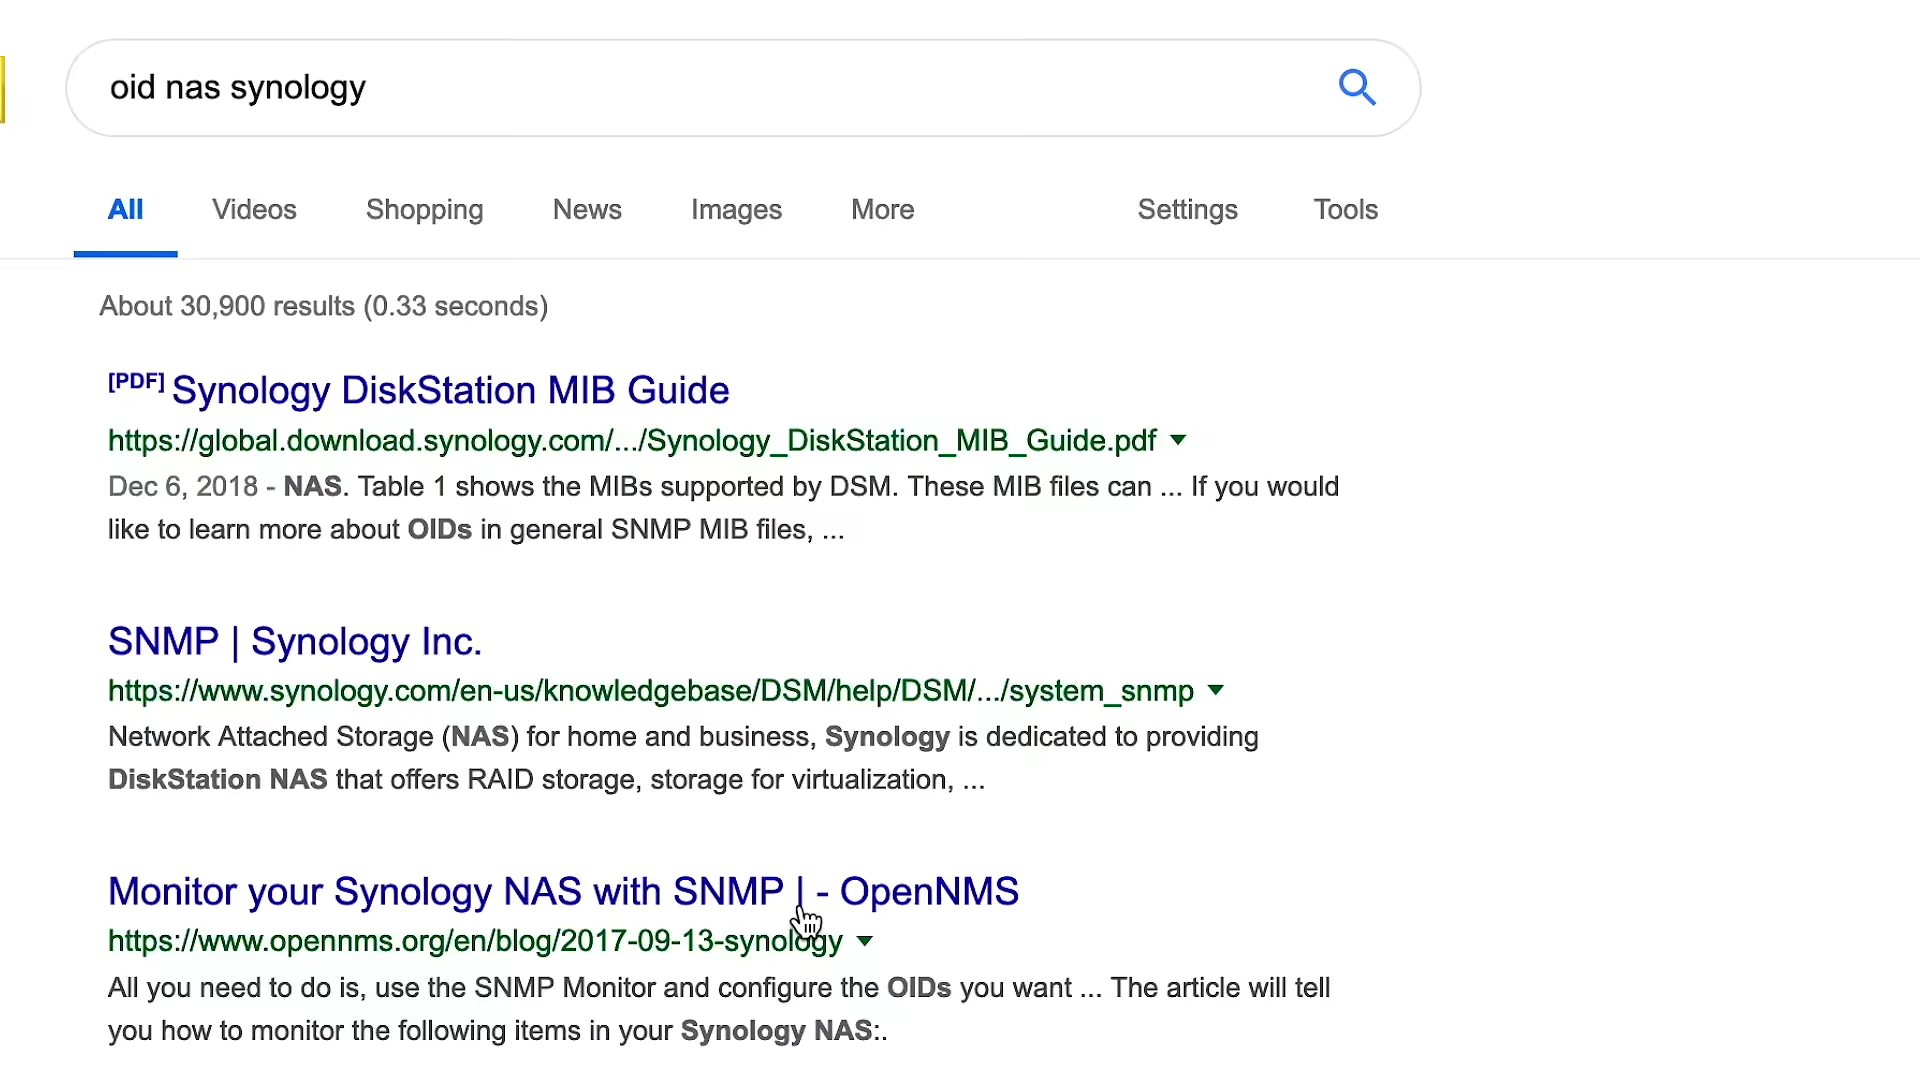 oid nas synology
All Videos Shopping News Images More Settings Tools
About 30,900 results (0.33 seconds)
[PDF] Synology DiskStation MIB Guide
https://global.download.synology.com/.../Synology_DiskStation_MIB_Guide.pdf
Dec 6, 2018 - NAS. Table 1 shows the MIBs supported by DSM. These MIB files can ... If you would
like to learn more about OIDs in general SNMP MIB files, ...
SNMP | Synology Inc.
https://www.synology.com/en-us/knowledgebase/DSM/help/DSM/.../system_snmp
Network Attached Storage (NAS) for home and business, Synology is dedicated to providing
DiskStation NAS that offers RAID storage, storage for virtualization, ...
Monitor your Synology NAS with SNMP | - OpenNMS
https://www.opennms.org/en/blog/2017-09-13-synology
All you need to do is, use the SNMP Monitor and configure the OIDs you want ... The article will tell
you how to monitor the following items in your Synology NAS:.